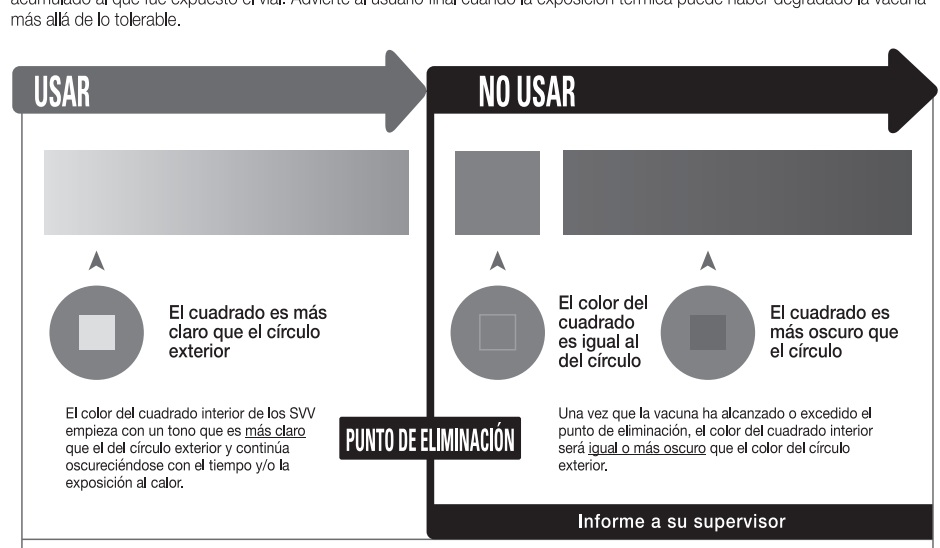 acumulado al que fue expuesto el vial. Advierte al usuario final cuando la exposición térmica puede haber degradado la vacuna
más allá de lo tolerable.
USAR
NO USAR
El cuadrado es más
claro que el círculo
exterior
El color del
cuadrado
es igual al
del círculo
El cuadrado es
más oscuro que
el círculo
El color del cuadrado interior de los SVV
empieza con un tono que es más claro
que el del círculo exterior y continúa
oscureciéndose con el tiempo y/o la
exposición al calor.
PUNTO DE ELIMINACIÓN
Una vez que la vacuna ha alcanzado o excedido el
punto de eliminación, el color del cuadrado interior
será igual o más oscuro que el color del círculo
exterior.
Informe a su supervisor